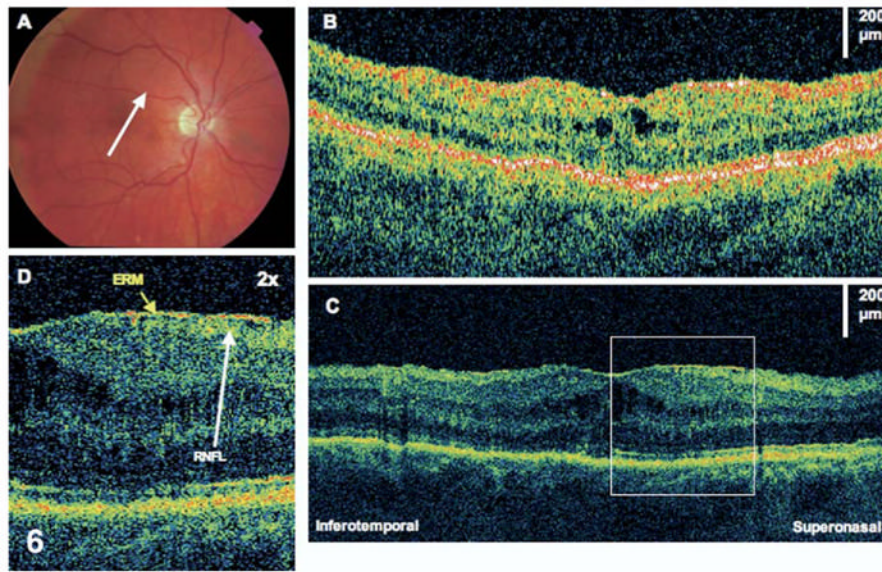 A
B
200
µm
D
ERM
2x
RNFL
6
C
200
µm
Inferotemporal
Superonasal